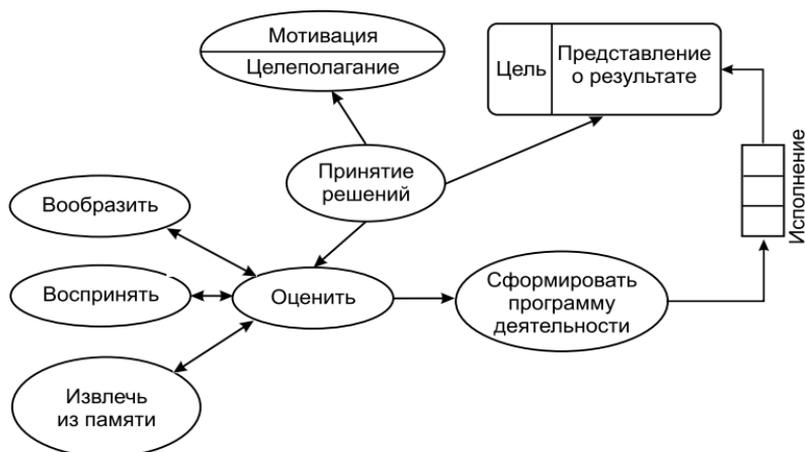 Мотивация
Целеполагание
Цель
Представление
о результате
Принятие
решений
Исполнение
Вообразить
Воспринять
Оценить
Сформировать
программу
деятельности
Извлечь
из памяти